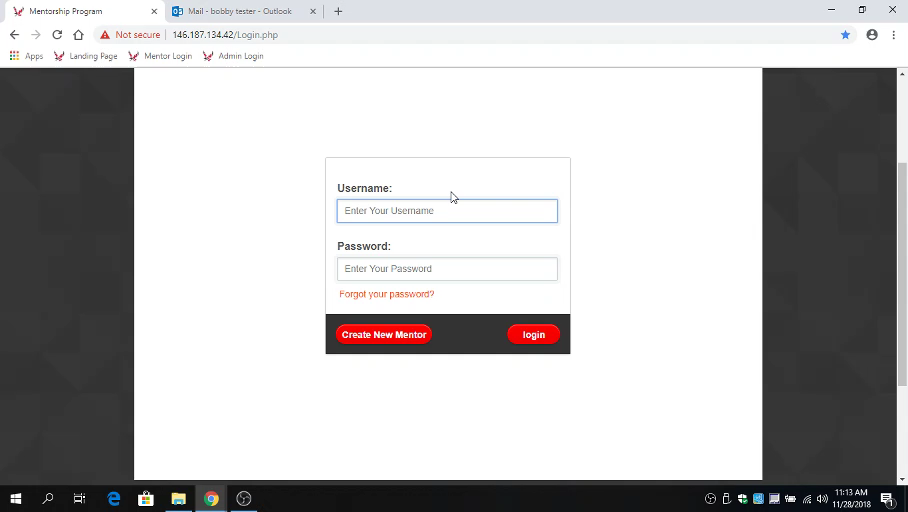 Mentorship Program
Mail - bobby tester - Outlook
Not secure
146.187.134.42/Login.php
Apps
Landing Page
Mentor Login
Admin Login
Username:
Enter Your Username
Password:
Enter Your Password
Forgot your password?
Create New Mentor
login
11:13 AM
11/28/2018
1